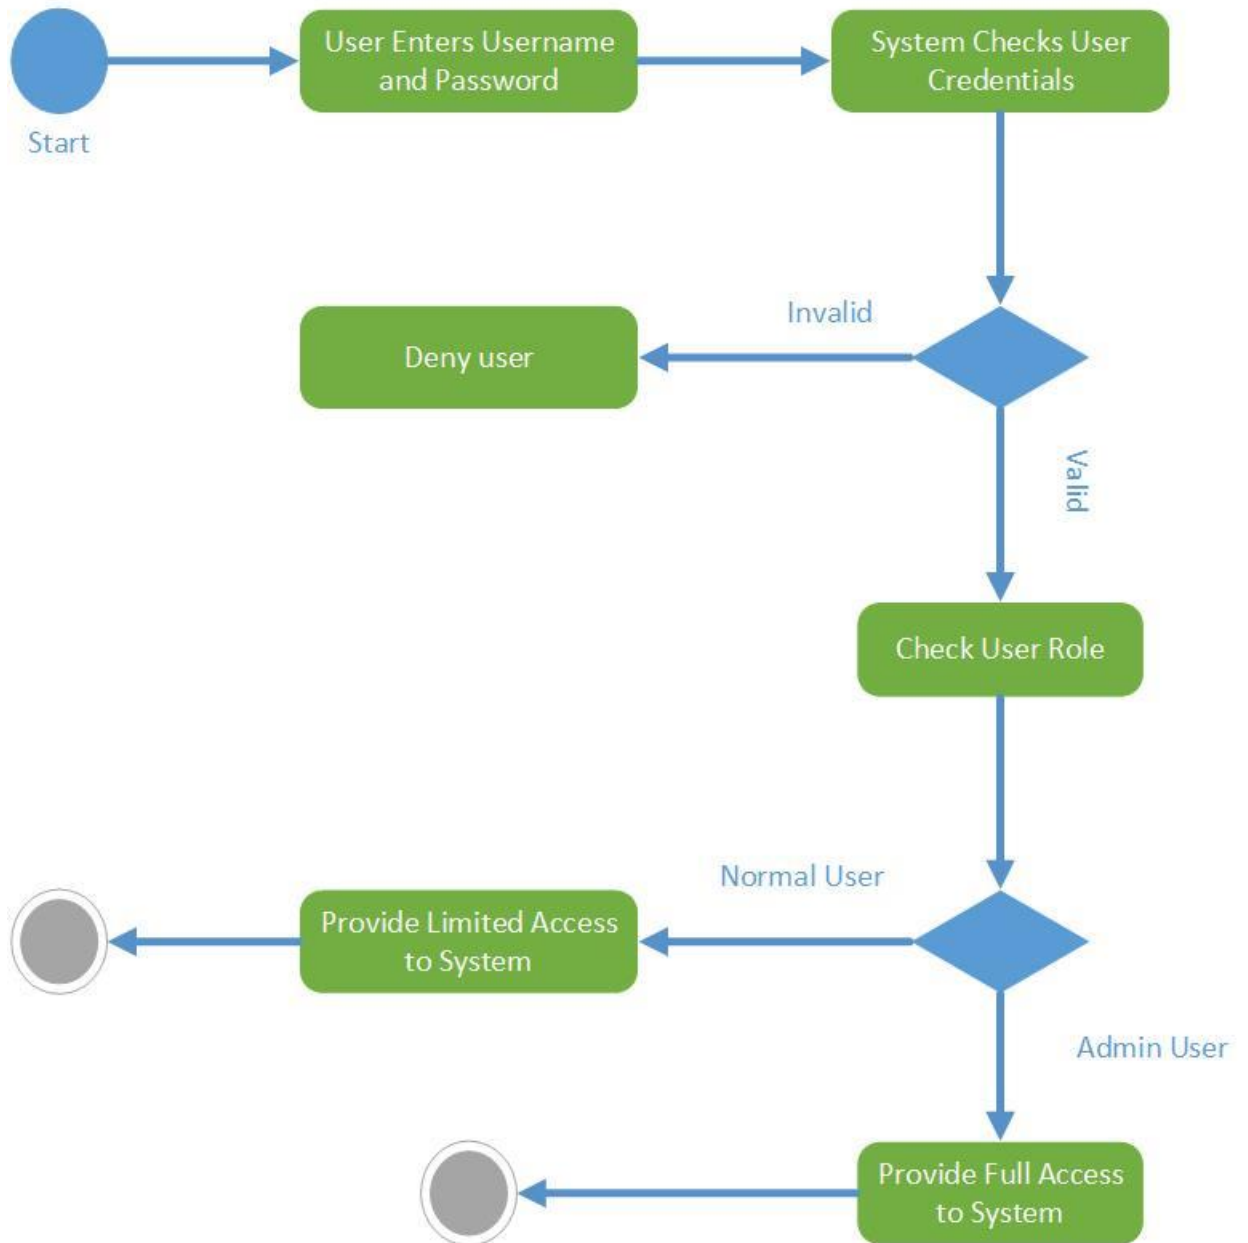 User Enters Username
and Password
System Checks User
Credentials
Start
Invalid
Deny user
Valid
Check User Role
Normal User
Provide Limited Access
to System
Admin User
Provide Full Access
to System